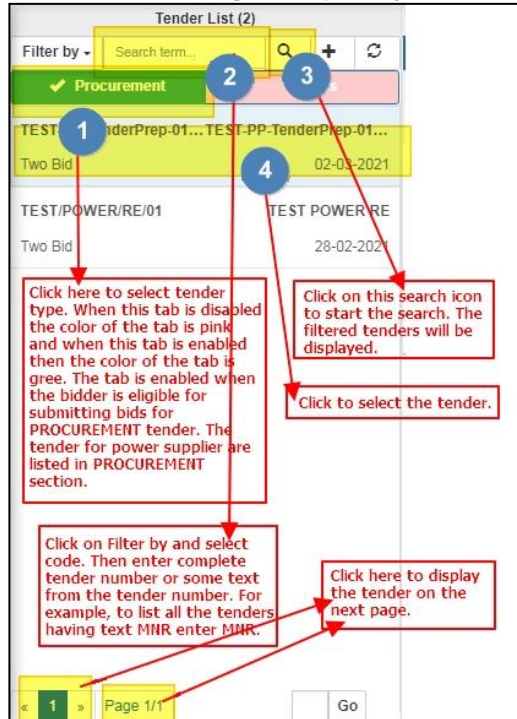 Tender List (2)
Filter by Search term...
Procurement 2 3
TEST 1 nderPrep-01... TEST-PP-TenderPrep-01...
Two Bid 4 02-03-2021
TEST/POWER/RE/01 TEST POWER RE
Two Bid 28-02-2021
Click here to select tender
type. When this tab is disabled
the color of the tab is pink
and when this tab is enabled
then the color of the tab is
gree. The tab is enabled when
the bidder is eligible for
submitting bids for
PROCUREMENT tender. The
tender for power supplier are
listed in PROCUREMENT
section.
Click on this search icon
to start the search. The
filtered tenders will be
displayed.
Click to select the tender.
Click on Filter by and select
code. Then enter complete
tender number or some text
from the tender number. For
example, to list all the tenders
having text MNR enter MNR.
Click here to display
the tender on the
next page.
« 1 » Page 1/1 Go